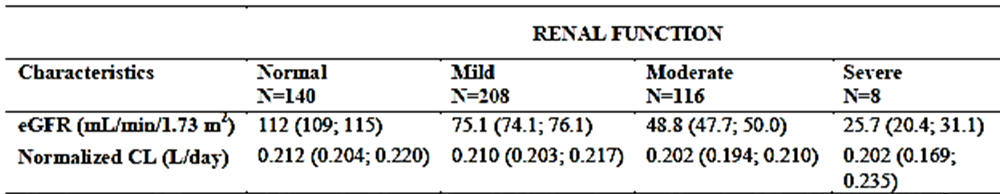 RENAL FUNCTION
Characteristics Normal Mild Moderate Severe
N=140 N=208 N=116 N=8
eGFR (mL/min/1.73 m²) 112 (109; 115) 75.1 (74.1; 76.1) 48.8 (47.7; 50.0) 25.7 (20.4; 31.1)
Normalized CL (L/day) 0.212 (0.204; 0.220) 0.210 (0.203; 0.217) 0.202 (0.194; 0.210) 0.202 (0.169;
0.235)